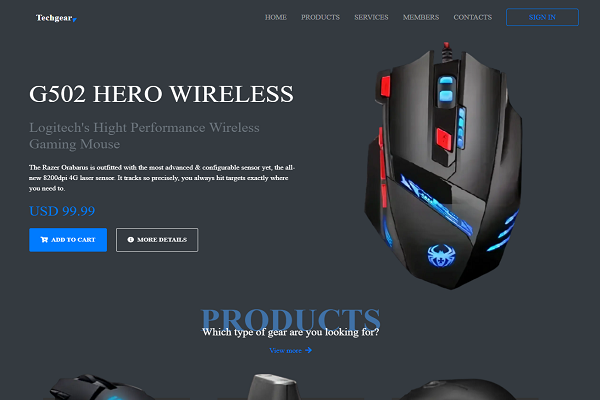 Techgear
HOME PRODUCTS SERVICES MEMBERS CONTACTS SIGN IN
G502 HERO WIRELESS
Logitech's Hight Performance Wireless
Gaming Mouse
The Razer Orabarus is outfitted with the most advanced & configurable sensor yet, the all-
new 8200dpi 4G laser sensor. It tracks so precisely, you always hit targets exactly where
you need to.
USD 99.99
ADD TO CART MORE DETAILS
PRODUCTS
Which type of gear are you looking for?
View more